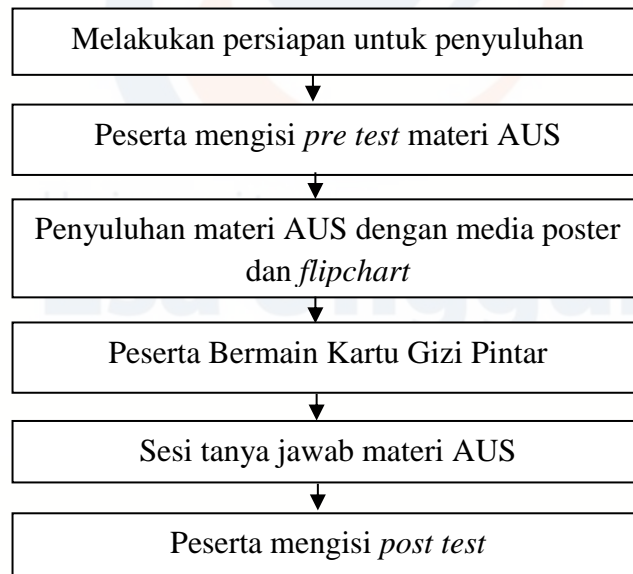 Melakukan persiapan untuk penyuluhan
Peserta mengisi pre test materi AUS
Penyuluhan materi AUS dengan media poster
dan flipchart
Peserta Bermain Kartu Gizi Pintar
Sesi tanya jawab materi AUS
Peserta mengisi post test